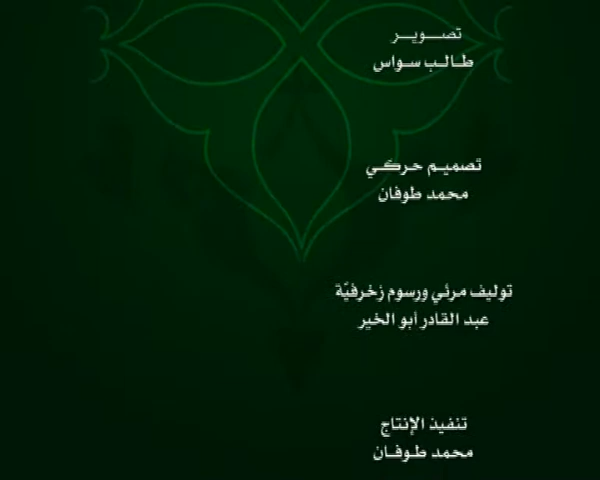 تصوير
طالب سواس
تصميم حركي
محمد طوفان
توليف مرئي ورسوم زخرفيّة
عبد القادر أبو الخير
تنفيذ الإنتاج
محمد طوفان